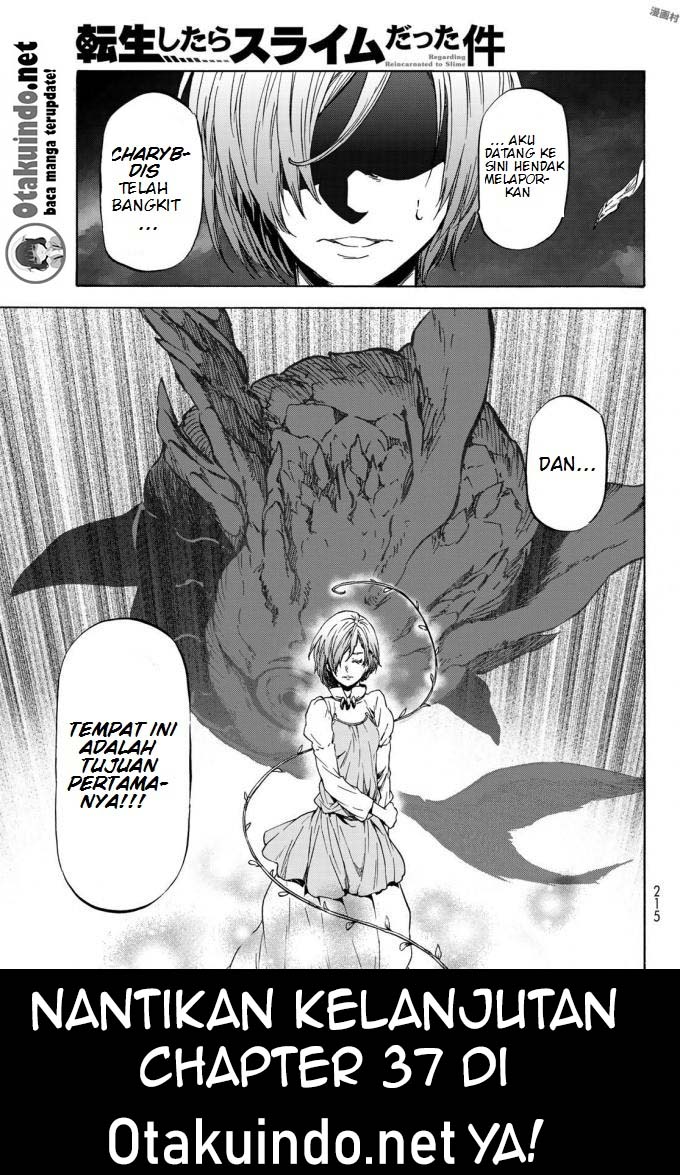 漫画村
転生したらスライムだった件
Regarding
Reincarnated to Slime
Otakuindo.net
baca manga terupdate!
... AKU
DATANG KE
SINI HENDAK
MELAPOR-
KAN
CHARYB-
DIS
TELAH
BANGKIT
...
DAN...
TEMPAT INI
ADALAH
TUJUAN
PERTAMA-
NYA!!!
215
NANTIKAN KELANJUTAN
CHAPTER 37 DI
Otakuindo.net YA!